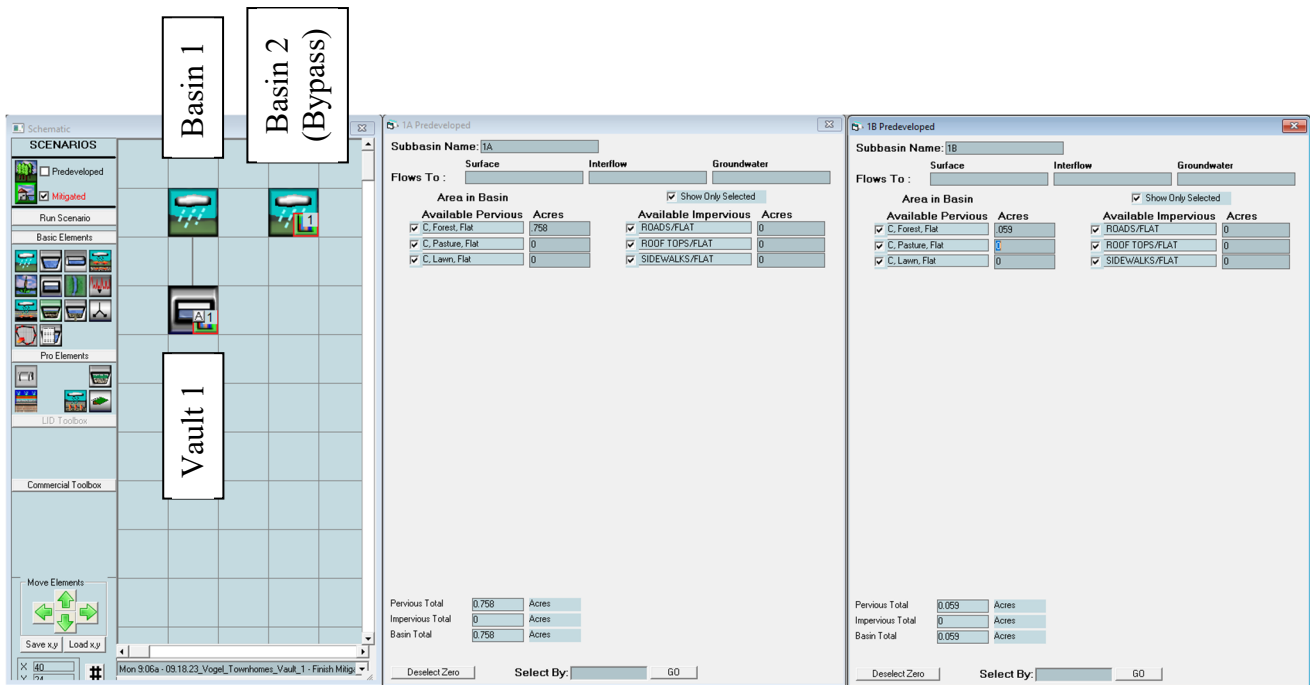 Basin 1
Basin 2
(Bypass)
Vault 1
Schematic
SCENARIOS
Predeveloped
Mitigated
Run Scenario
Basic Elements
Pro Elements
LID Toolbox
Commercial Toolbox
Move Elements
Save x,y Load x,y
X 40
Y 24
#
1
A 1
Mon 9:06a - 09.18.23_Vogel_Townhomes_Vault_1 - Finish Mitig
1A Predeveloped
Subbasin Name: 1A
Surface Interflow Groundwater
Flows To :
Area in Basin Show Only Selected
Available Pervious Acres Available Impervious Acres
C, Forest, Flat .758 ROADS/FLAT 0
C, Pasture, Flat 0 ROOF TOPS/FLAT 0
C, Lawn, Flat 0 SIDEWALKS/FLAT 0
Pervious Total 0.758 Acres
Impervious Total 0 Acres
Basin Total 0.758 Acres
Deselect Zero Select By: GO
1B Predeveloped
Subbasin Name: 1B
Surface Interflow Groundwater
Flows To :
Area in Basin Show Only Selected
Available Pervious Acres Available Impervious Acres
C, Forest, Flat .059 ROADS/FLAT 0
C, Pasture, Flat 0 ROOF TOPS/FLAT 0
C, Lawn, Flat 0 SIDEWALKS/FLAT 0
Pervious Total 0.059 Acres
Impervious Total 0 Acres
Basin Total 0.059 Acres
Deselect Zero Select By: GO